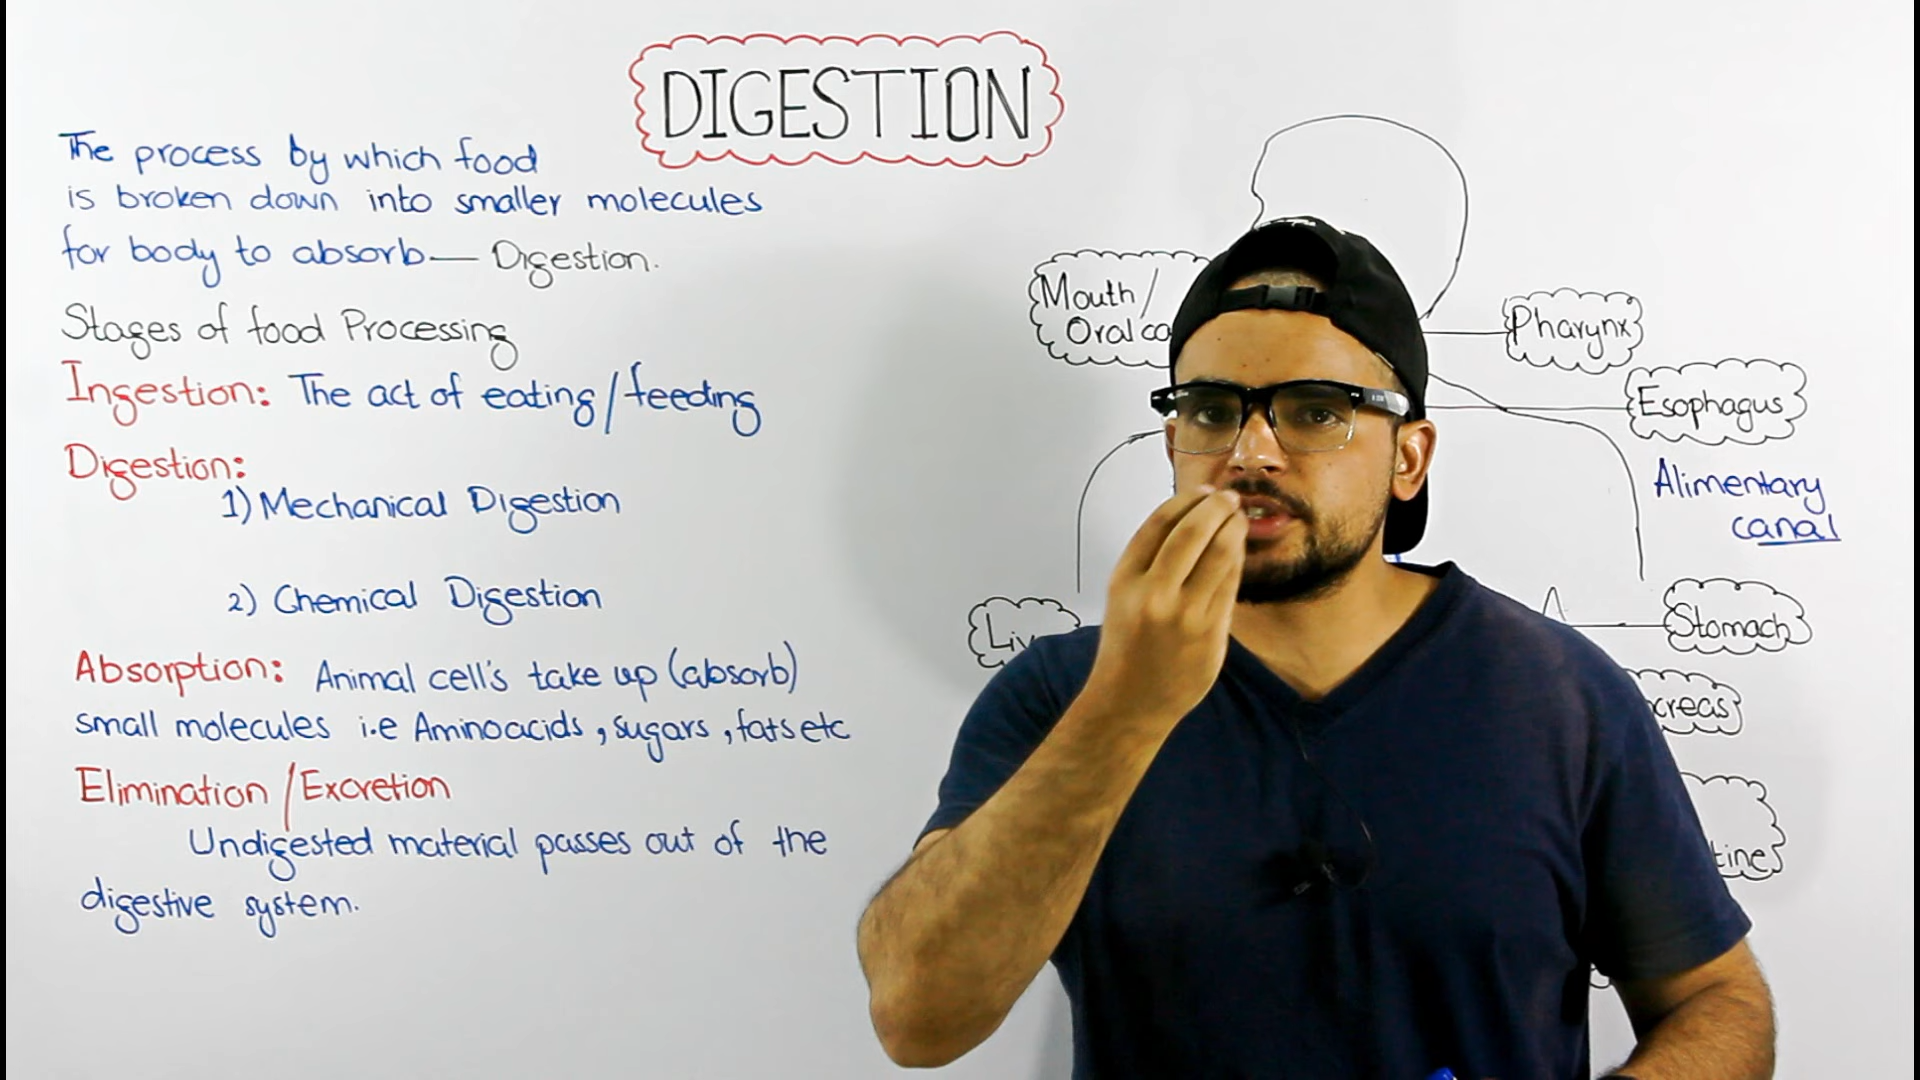 DIGESTION
The process by which food
is broken down into smaller molecules
for body to absorb — Digestion.
Stages of food Processing
Ingestion: The act of eating/feeding
Digestion:
1) Mechanical Digestion
2) Chemical Digestion
Absorption: Animal cell's take up (absorb)
small molecules i.e Aminoacids, sugars, fats etc
Elimination/Excretion
Undigested material passes out of the
digestive system.
Mouth/
Oral
Pharynx
Esophagus
Alimentary
canal
Stomach